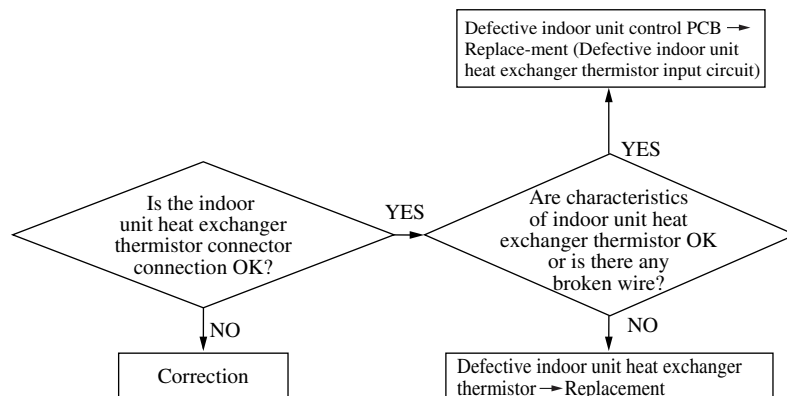 Defective indoor unit control PCB →
Replace-ment (Defective indoor unit
heat exchanger thermistor input circuit)
YES
Is the indoor
unit heat exchanger
thermistor connector
connection OK?
YES
Are characteristics
of indoor unit heat
exchanger thermistor OK
or is there any
broken wire?
NO
Correction
NO
Defective indoor unit heat exchanger
thermistor → Replacement